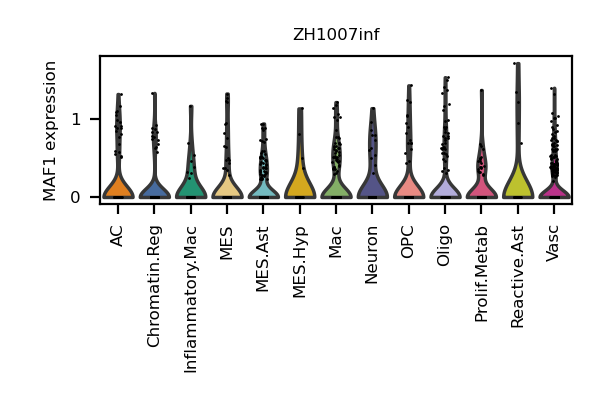 ZH1007inf
MAF1 expression
1
0
AC
Chromatin.Reg
Inflammatory.Mac
MES
MES.Ast
MES.Hyp
Mac
Neuron
OPC
Oligo
Prolif.Metab
Reactive.Ast
Vasc